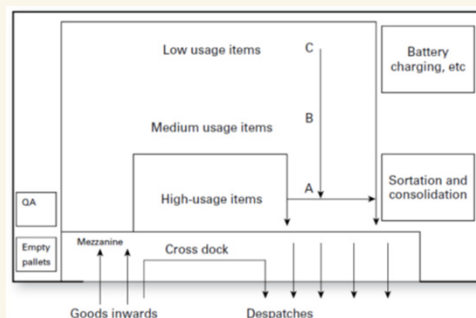 Low usage items
C
Battery
charging, etc
B
Medium usage items
A
High-usage items
Sortation and
consolidation
QA
Empty
pallets
Mezzanine
Cross dock
Goods inwards
Despatches